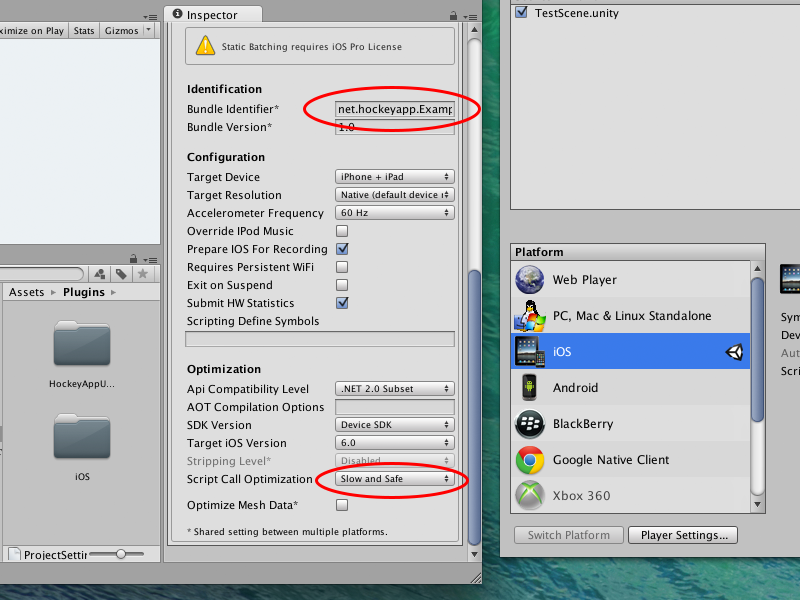 ximize on Play Stats Gizmos
Inspector
Static Batching requires iOS Pro License
Identification
Bundle Identifier* net.hockeyapp.Examp
Bundle Version* 1.0
Configuration
Target Device iPhone + iPad
Target Resolution Native (default device r
Accelerometer Frequency 60 Hz
Override IPod Music
Prepare IOS For Recording
Requires Persistent WiFi
Exit on Suspend
Submit HW Statistics
Scripting Define Symbols
Optimization
Api Compatibility Level .NET 2.0 Subset
AOT Compilation Options
SDK Version Device SDK
Target iOS Version 6.0
Stripping Level* Disabled
Script Call Optimization Slow and Safe
Optimize Mesh Data*
* Shared setting between multiple platforms.
Assets Plugins
HockeyAppU...
iOS
ProjectSettin
TestScene.unity
Platform
Web Player
PC, Mac & Linux Standalone
iOS
Android
BlackBerry
Google Native Client
Xbox 360
Switch Platform Player Settings...
Sym
Dev
Aut
Scri